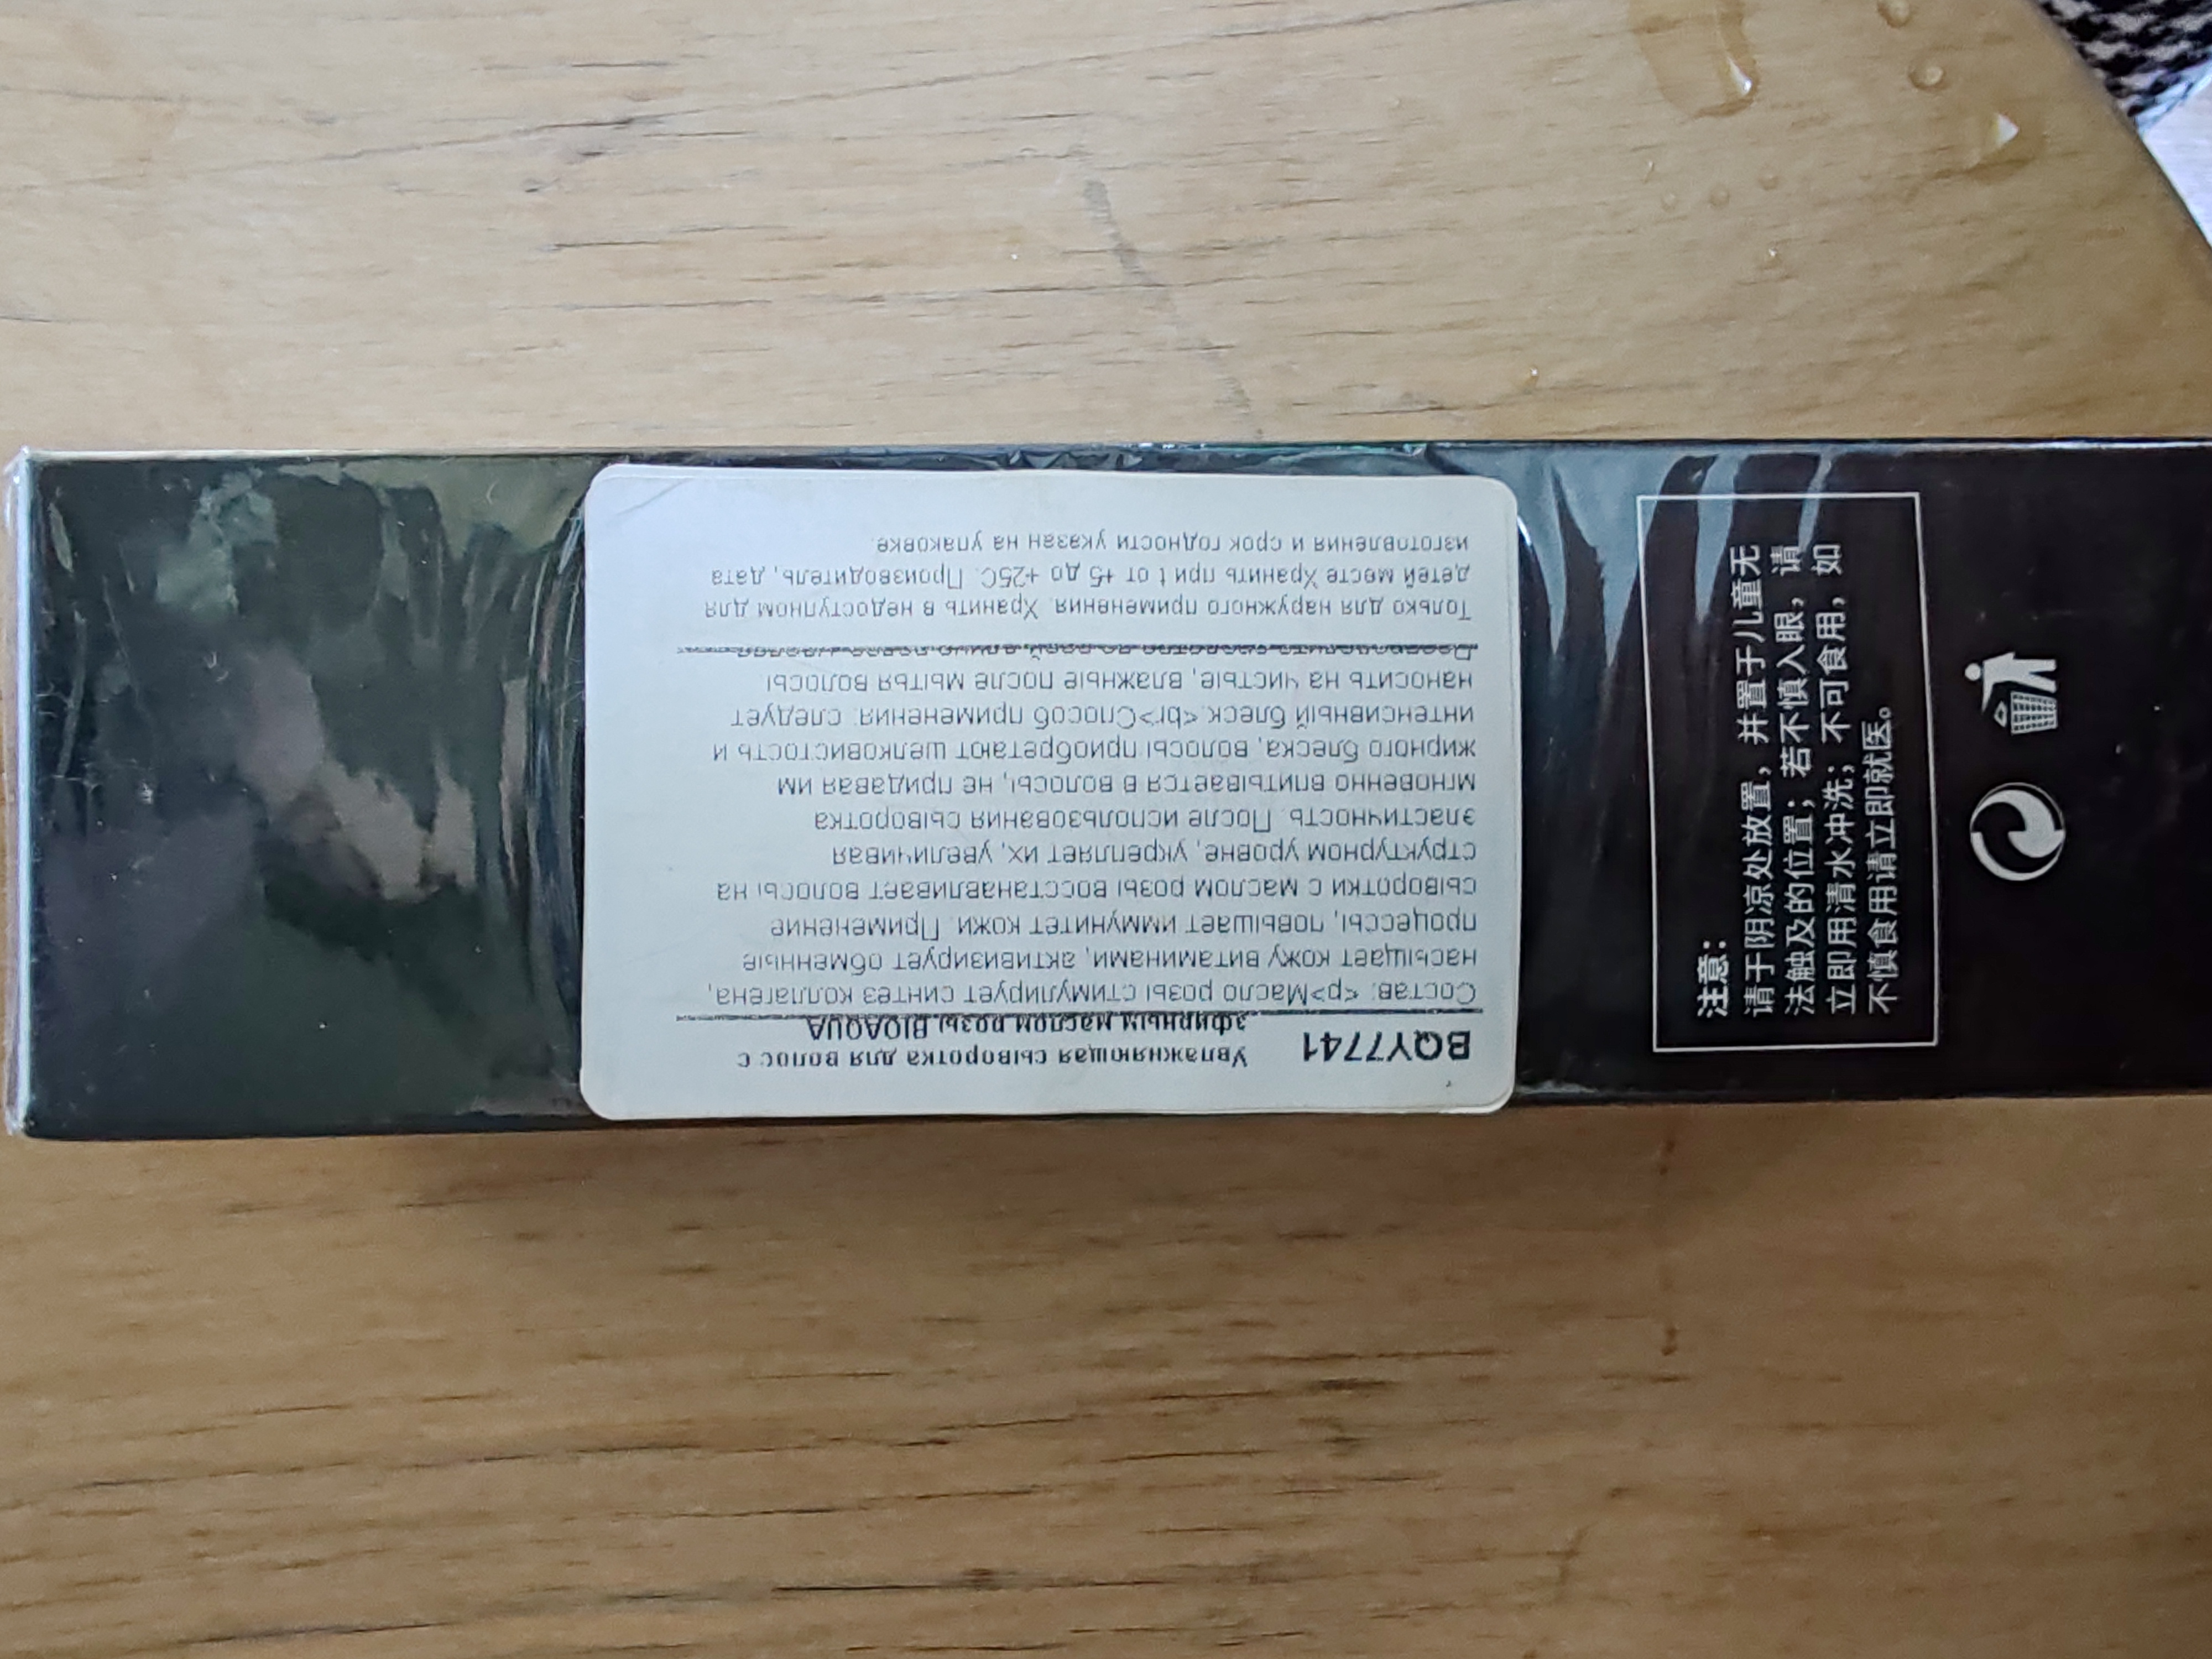 BQY7741
Увлажняющая сыворотка для волос с
эфирным маслом розы BIOAQUA
Состав: <p>Масло розы стимулирует синтез коллагена,
насыщает кожу витаминами, активизирует обменные
процессы, повышает иммунитет кожи. Применение
сыворотки с маслом розы восстанавливает волосы на
структурном уровне, укрепляет их, увеличивая
эластичность. После использования сыворотка
мгновенно впитывается в волосы, не придавая им
жирного блеска, волосы приобретают шелковистость и
интенсивный блеск.<br>Способ применения: следует
наносить на чистые, влажные после мытья волосы
Только для наружного применения. Хранить в недоступном для
детей месте Хранить при t от +5 до +25С. Производитель, дата
изготовления и срок годности указан на упаковке.
注意：
请于阴凉处放置，并置于儿童无
法触及的位置；若不慎入眼，请
立即用清水冲洗；不可食用，如
不慎食用请立即就医。